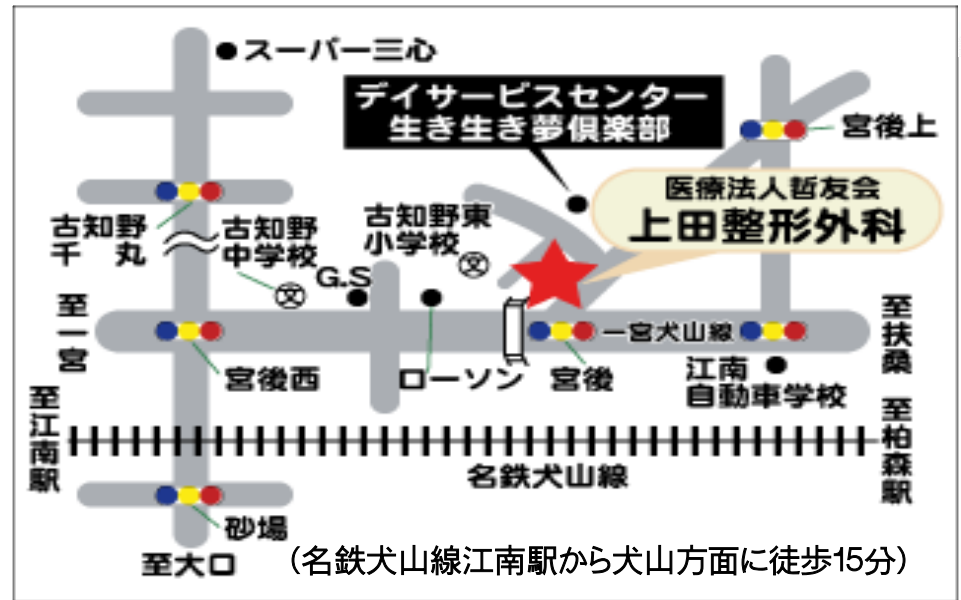 スーパー三心
デイサービスセンター
生き生き夢倶楽部
宮後上
医療法人哲友会
上田整形外科
古知野
千丸
古知野
中学校
古知野東
小学校
文
文
G.S
至一宮
一宮犬山線
至扶桑
宮後西
ローソン
宮後
江南
自動車学校
至江南駅
至柏森駅
名鉄犬山線
砂場
至大口
(名鉄犬山線江南駅から犬山方面に徒歩15分)